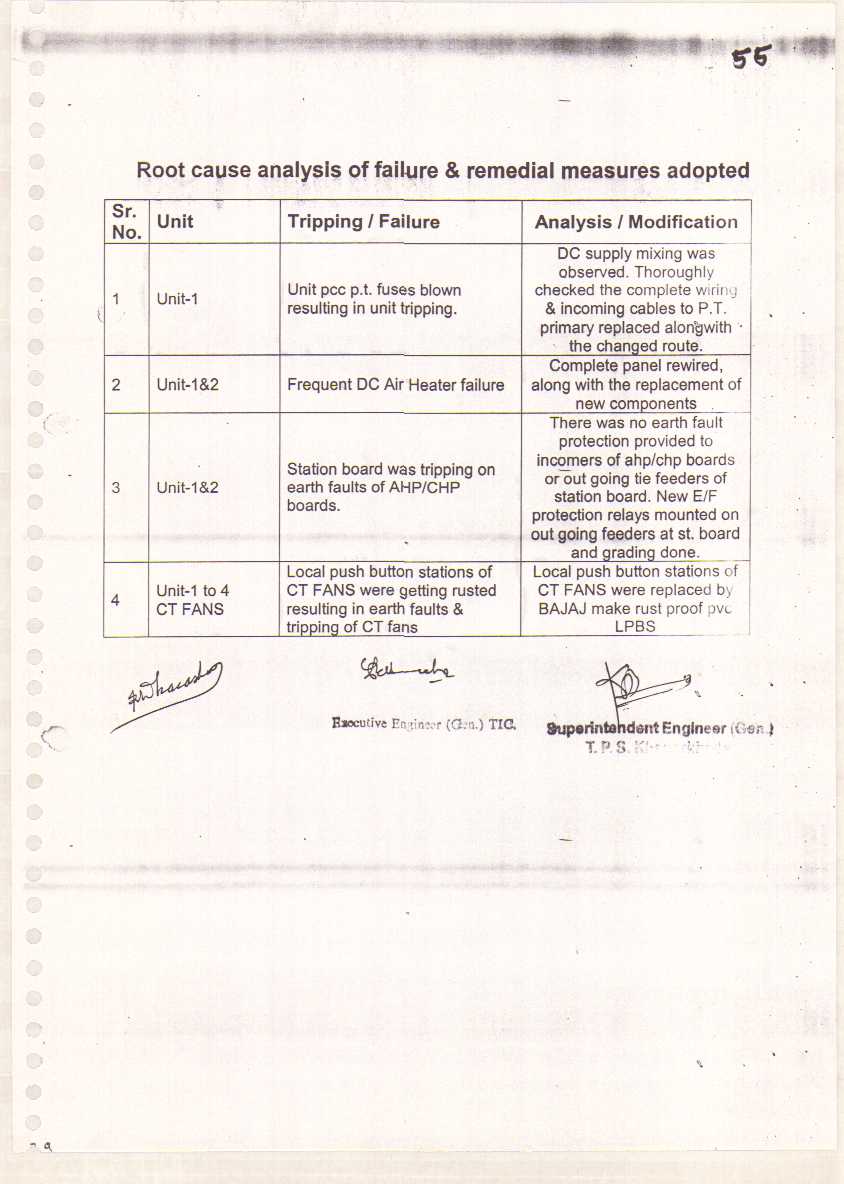 55
Root cause analysis of failure & remedial measures adopted
Sr. No.
Unit
Tripping / Failure
Analysis / Modification
1
Unit-1
Unit pcc p.t. fuses blown
resulting in unit tripping.
DC supply mixing was
observed. Thoroughly
checked the complete wiring
& incoming cables to P.T.
primary replaced alongwith
the changed route.
2
Unit-1&2
Frequent DC Air Heater failure
Complete panel rewired,
along with the replacement of
new components
3
Unit-1&2
Station board was tripping on
earth faults of AHP/CHP
boards.
There was no earth fault
protection provided to
incomers of ahp/chp boards
or out going tie feeders of
station board. New E/F
protection relays mounted on
out going feeders at st. board
and grading done.
4
Unit-1 to 4
CT FANS
Local push button stations of
CT FANS were getting rusted
resulting in earth faults &
tripping of CT fans
Local push button stations of
CT FANS were replaced by
BAJAJ make rust proof pvc
LPBS
Executive Engineer (Gen.) TIC.
Superintendent Engineer (Gen.)
T. P. S.